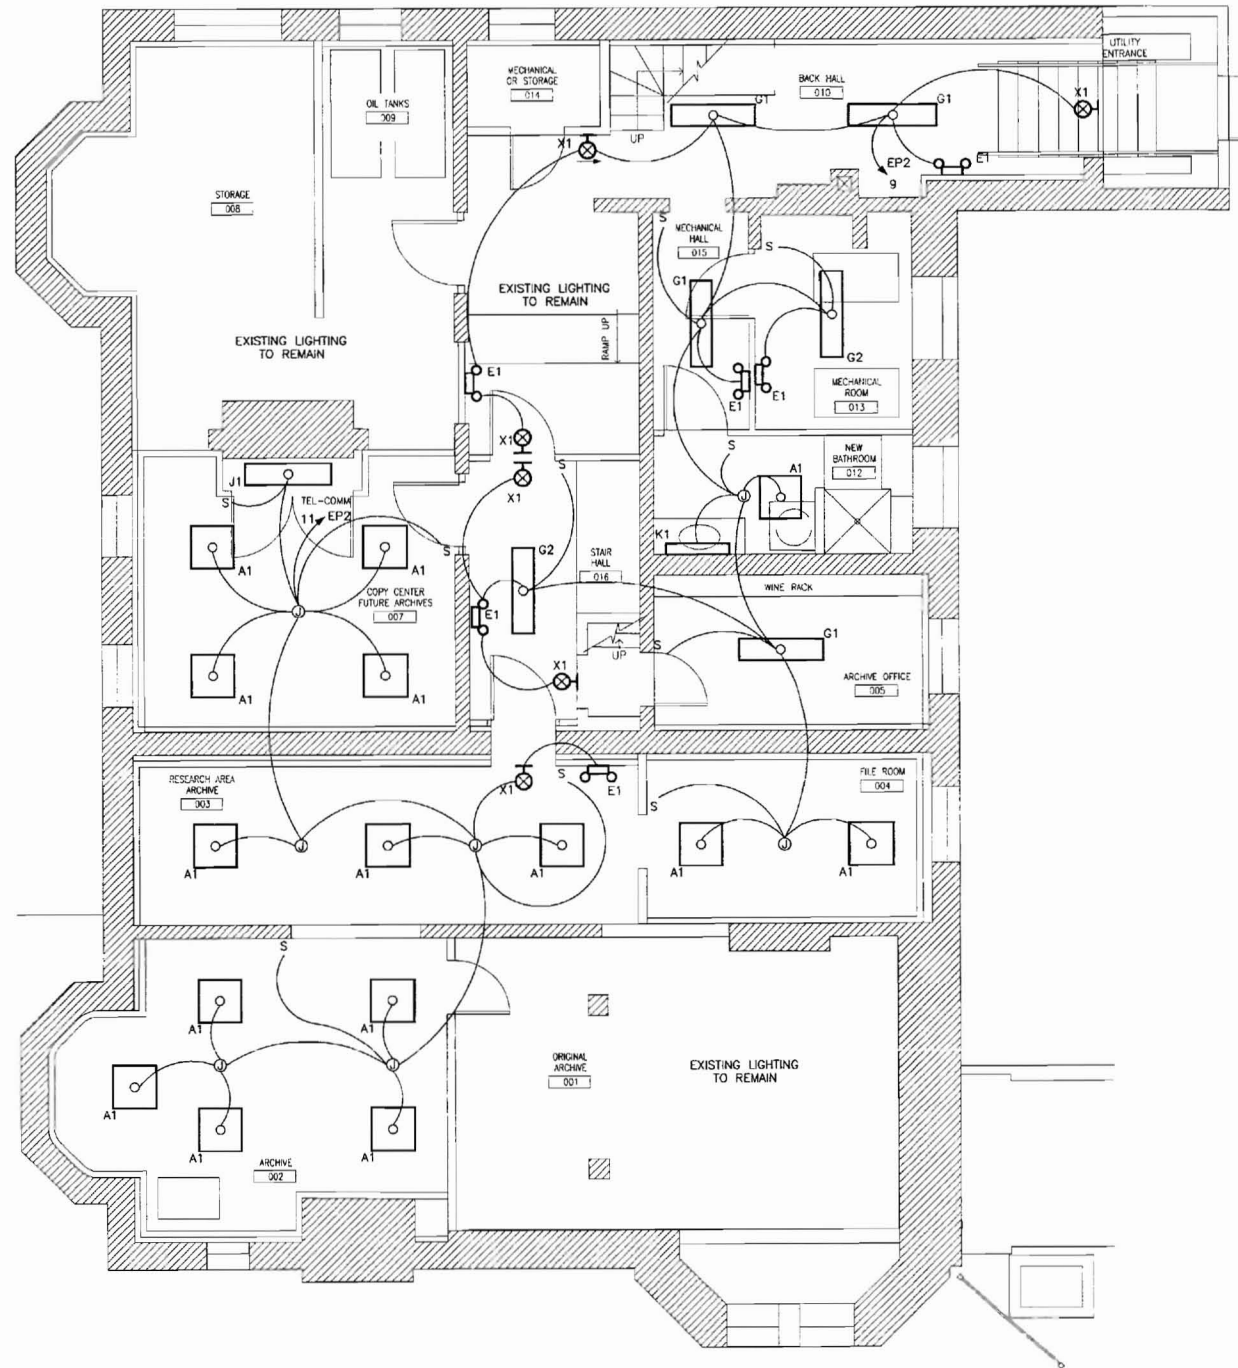 UTILITY
ENTRANCE
MECHANICAL
OR STORAGE
014
OIL TANKS
009
BACK HALL
010
X1
G1
G1
UP
X1
EP2
9
E1
STORAGE
008
S
MECHANICAL
HALL
015
S
G1
EXISTING LIGHTING
TO REMAIN
RAMP UP
EXISTING LIGHTING
TO REMAIN
G2
E1
E1
E1
MECHANICAL
ROOM
013
X1
S
NEW
BATHROOM
012
S
A1
J1
S
TEL-COMM
11
EP2
X1
K1
A1
A1
S
G2
STAIR
HALL
016
WINE RACK
COPY CENTER
FUTURE ARCHIVES
007
E1
G1
UP
S
X1
ARCHIVE OFFICE
005
A1
A1
RESEARCH AREA
ARCHIVE
003
X1
S
E1
FILE ROOM
004
S
A1
A1
A1
A1
A1
S
A1
A1
ORIGINAL
ARCHIVE
001
EXISTING LIGHTING
TO REMAIN
A1
A1
A1
ARCHIVE
002
J
J
J
J
J
J
J